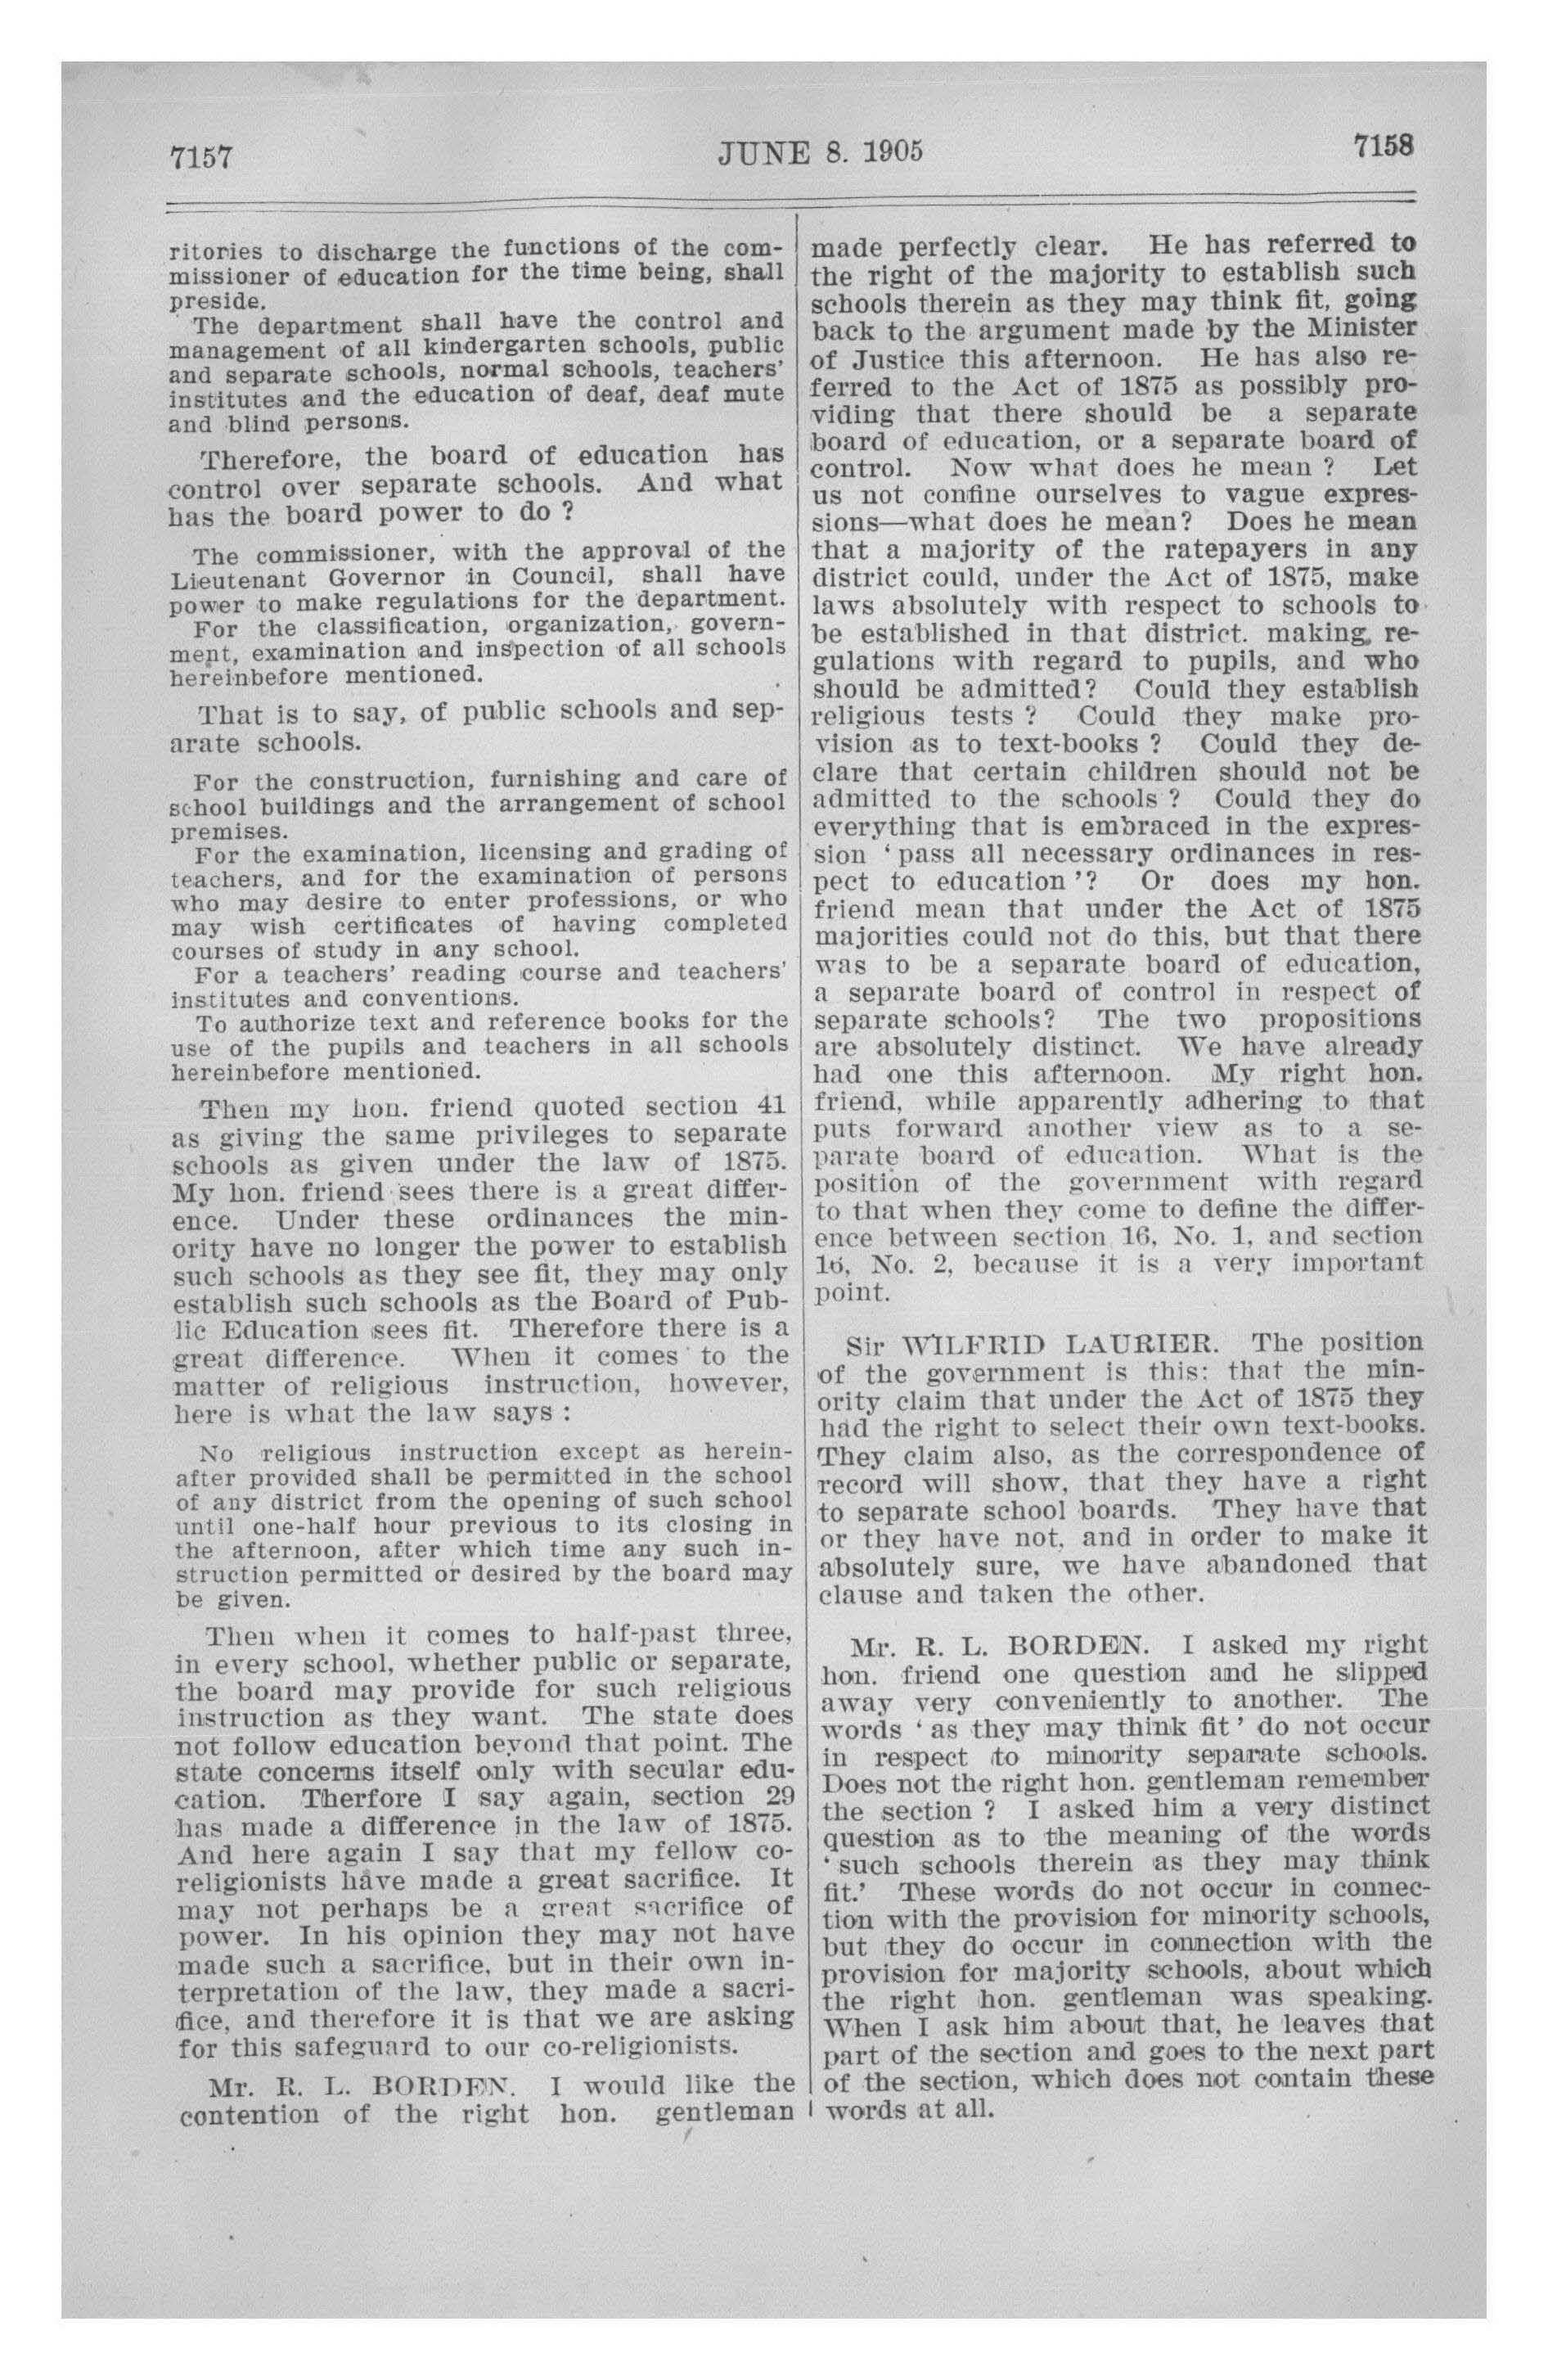 7157
JUNE 8. 1905
7158
ritories to discharge the functions of the com-
missioner of education for the time being, shall
preside.
The department shall have the control and
management of all kindergarten schools, public
and separate schools, normal schools, teachers'
institutes and the education of deaf, deaf mute
and blind persons.
Therefore, the board of education has
control over separate schools. And what
has the board power to do ?
The commissioner, with the approval of the
Lieutenant Governor in Council, shall have
power to make regulations for the department.
For the classification, organization, govern-
ment, examination and inspection of all schools
hereinbefore mentioned.
That is to say, of public schools and sep-
arate schools.
For the construction, furnishing and care of
school buildings and the arrangement of school
premises.
For the examination, licensing and grading of
teachers, and for the examination of persons
who may desire to enter professions, or who
may wish certificates of having completed
courses of study in any school.
For a teachers' reading course and teachers'
institutes and conventions.
To authorize text and reference books for the
use of the pupils and teachers in all schools
hereinbefore mentioned.
Then my hon. friend quoted section 41
as giving the same privileges to separate
schools as given under the law of 1875.
My hon. friend sees there is a great differ-
ence. Under these ordinances the min-
ority have no longer the power to establish
such schools as they see fit, they may only
establish such schools as the Board of Pub-
lic Education sees fit. Therefore there is a
great difference. When it comes to the
matter of religious instruction, however,
here is what the law says :
No religious instruction except as herein-
after provided shall be permitted in the school
of any district from the opening of such school
until one-half hour previous to its closing in
the afternoon, after which time any such in-
struction permitted or desired by the board may
be given.
Then when it comes to half-past three,
in every school, whether public or separate,
the board may provide for such religious
instruction as they want. The state does
not follow education beyond that point. The
state concerns itself only with secular edu-
cation. Therfore I say again, section 29
has made a difference in the law of 1875.
And here again I say that my fellow co-
religionists have made a great sacrifice. It
may not perhaps be a great sacrifice of
power. In his opinion they may not have
made such a sacrifice, but in their own in-
terpretation of the law, they made a sacri-
fice, and therefore it is that we are asking
for this safeguard to our co-religionists.
Mr. R. L. BORDEN. I would like the
contention of the right hon. gentleman
made perfectly clear. He has referred to
the right of the majority to establish such
schools therein as they may think fit, going
back to the argument made by the Minister
of Justice this afternoon. He has also re-
ferred to the Act of 1875 as possibly pro-
viding that there should be a separate
board of education, or a separate board of
control. Now what does he mean ? Let
us not confine ourselves to vague expres-
sions—what does he mean? Does he mean
that a majority of the ratepayers in any
district could, under the Act of 1875, make
laws absolutely with respect to schools to
be established in that district. making, re-
gulations with regard to pupils, and who
should be admitted? Could they establish
religious tests ? Could they make pro-
vision as to text-books ? Could they de-
clare that certain children should not be
admitted to the schools ? Could they do
everything that is embraced in the expres-
sion ' pass all necessary ordinances in res-
pect to education '? Or does my hon.
friend mean that under the Act of 1875
majorities could not do this, but that there
was to be a separate board of education,
a separate board of control in respect of
separate schools? The two propositions
are absolutely distinct. We have already
had one this afternoon. My right hon.
friend, while apparently adhering to that
puts forward another view as to a se-
parate board of education. What is the
position of the government with regard
to that when they come to define the differ-
ence between section 16, No. 1, and section
16, No. 2, because it is a very important
point.
Sir WILFRID LAURIER. The position
of the government is this: that the min-
ority claim that under the Act of 1875 they
had the right to select their own text-books.
They claim also, as the correspondence of
record will show, that they have a right
to separate school boards. They have that
or they have not, and in order to make it
absolutely sure, we have abandoned that
clause and taken the other.
Mr. R. L. BORDEN. I asked my right
hon. friend one question and he slipped
away very conveniently to another. The
words ' as they may think fit ' do not occur
in respect to minority separate schools.
Does not the right hon. gentleman remember
the section ? I asked him a very distinct
question as to the meaning of the words
' such schools therein as they may think
fit.' These words do not occur in connec-
tion with the provision for minority schools,
but they do occur in connection with the
provision for majority schools, about which
the right hon. gentleman was speaking.
When I ask him about that, he leaves that
part of the section and goes to the next part
of the section, which does not contain these
words at all.